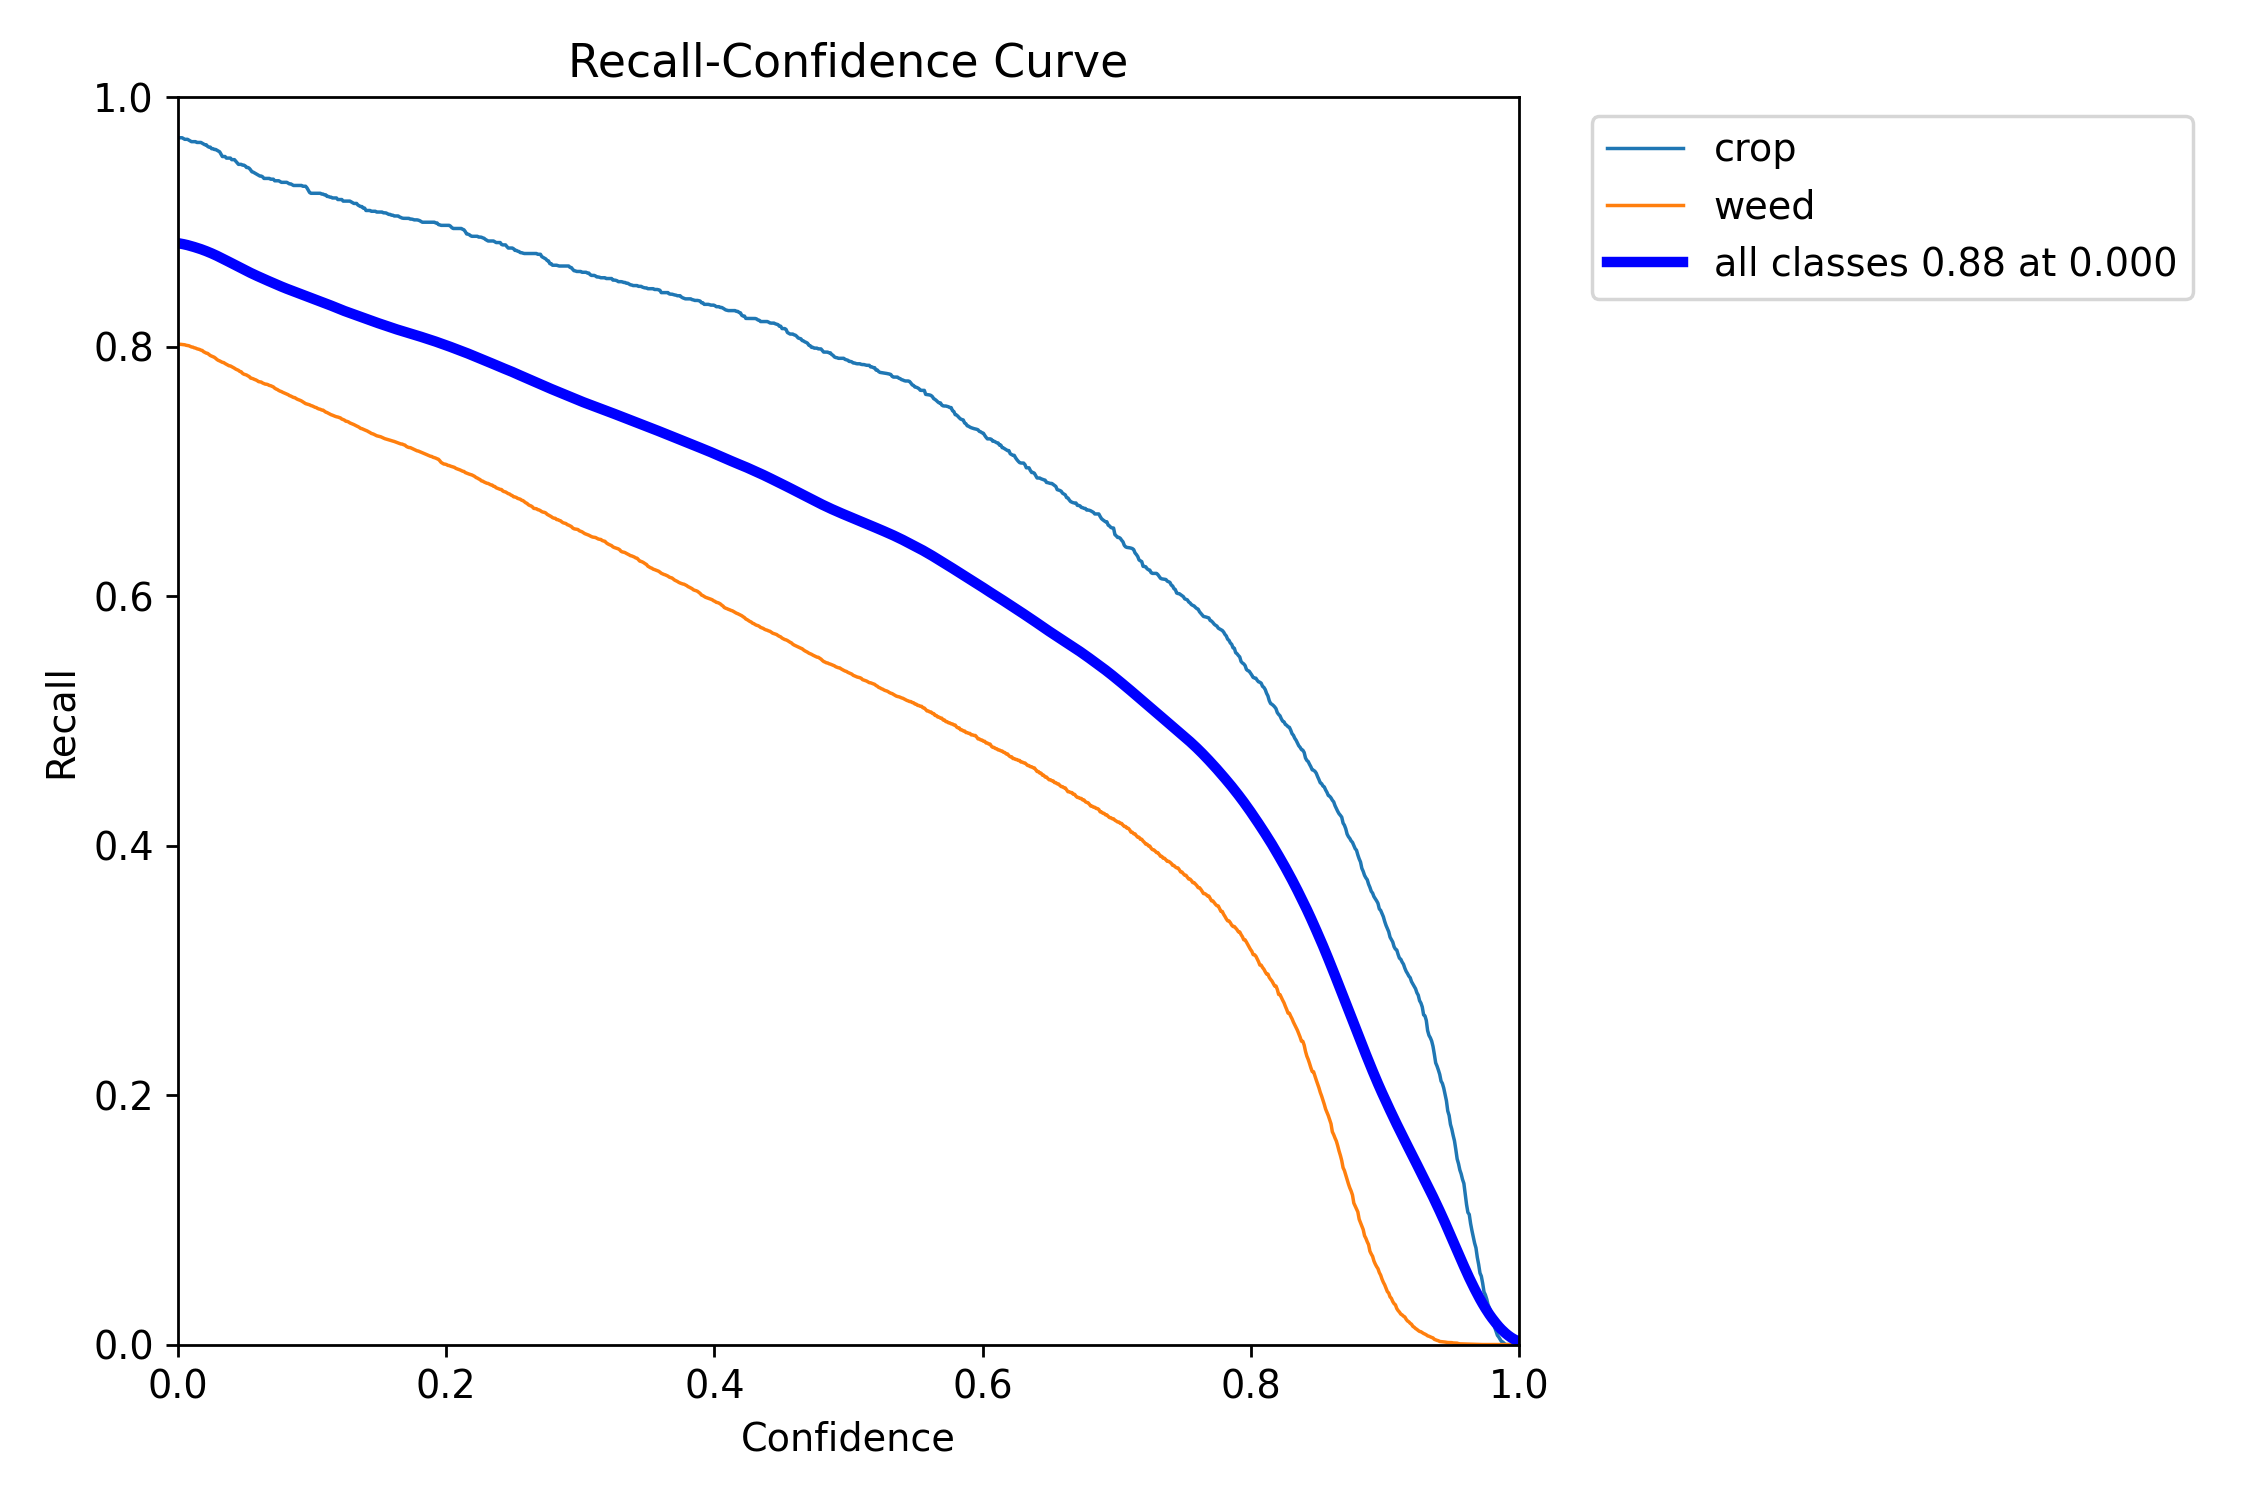 Recall-Confidence Curve
1.0
0.8
0.6
0.4
0.2
0.0
Recall
0.0 0.2 0.4 0.6 0.8 1.0
Confidence
crop
weed
all classes 0.88 at 0.000